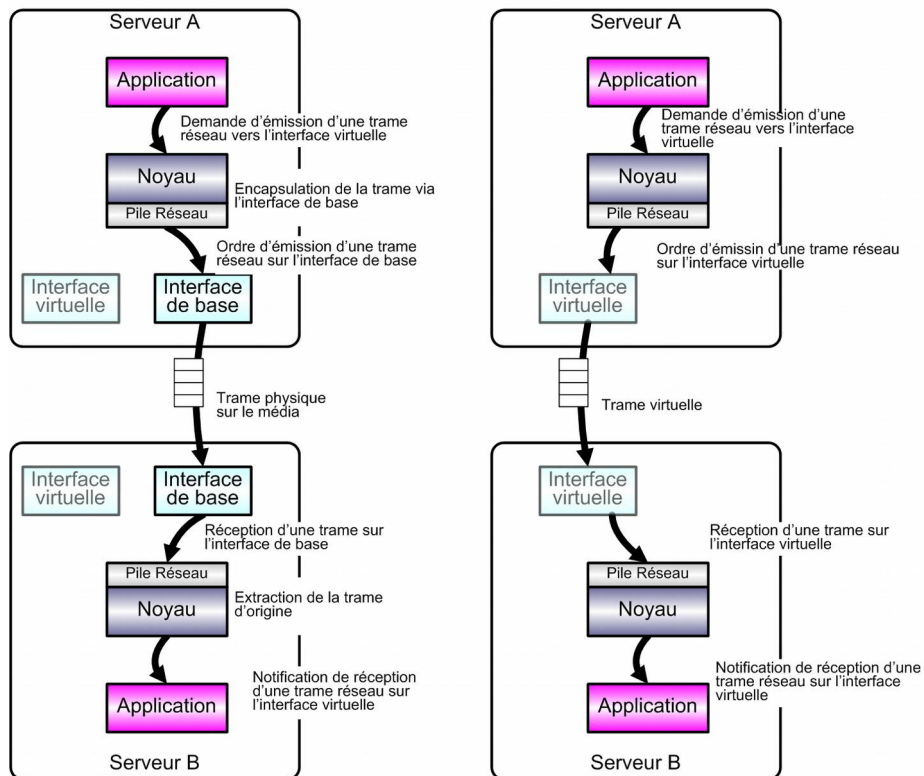 Serveur A
Application
Demande d'émission d'une trame
réseau vers l'interface virtuelle
Noyau
Pile Réseau
Encapsulation de la trame via
l'interface de base
Ordre d'émission d'une trame
réseau sur l'interface de base
Interface
virtuelle
Interface
de base
Trame physique
sur le média
Interface
virtuelle
Interface
de base
Réception d'une trame sur
l'interface de base
Pile Réseau
Noyau
Extraction de la trame
d'origine
Notification de réception
d'une trame réseau sur
l'interface virtuelle
Application
Serveur B
Serveur A
Application
Demande d'émission d'une
trame réseau vers l'interface
virtuelle
Noyau
Pile Réseau
Ordre d'émissin d'une trame réseau
sur l'interface virtuelle
Interface
virtuelle
Trame virtuelle
Interface
virtuelle
Réception d'une trame sur
l'interface virtuelle
Pile Réseau
Noyau
Notification de réception d'une
trame réseau sur l'interface
virtuelle
Application
Serveur B